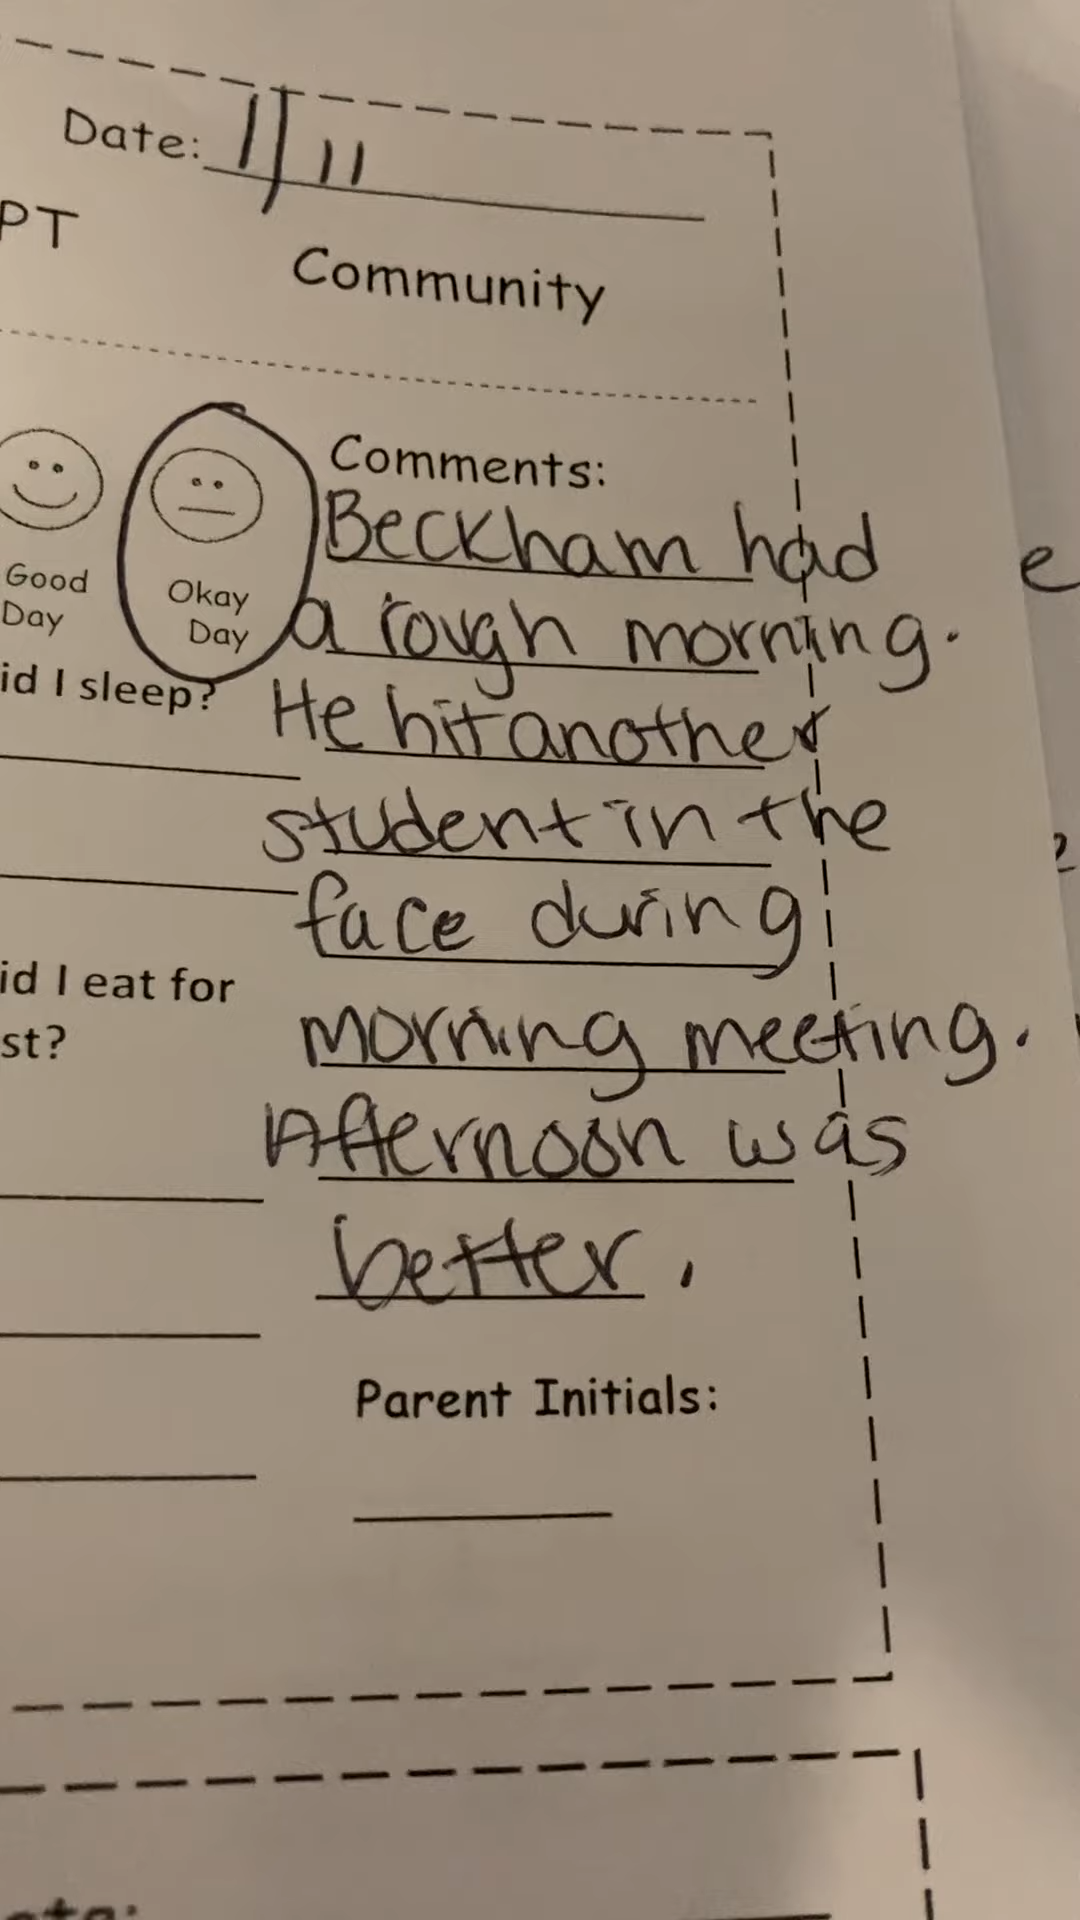 Date: 11/11
PT
Community
Comments:
Good Day
Okay Day
Beckham had
a rough morning.
He hit another
student in the
face during
morning meeting.
Afternoon was
better.
id I sleep?
id I eat for
st?
Parent Initials: